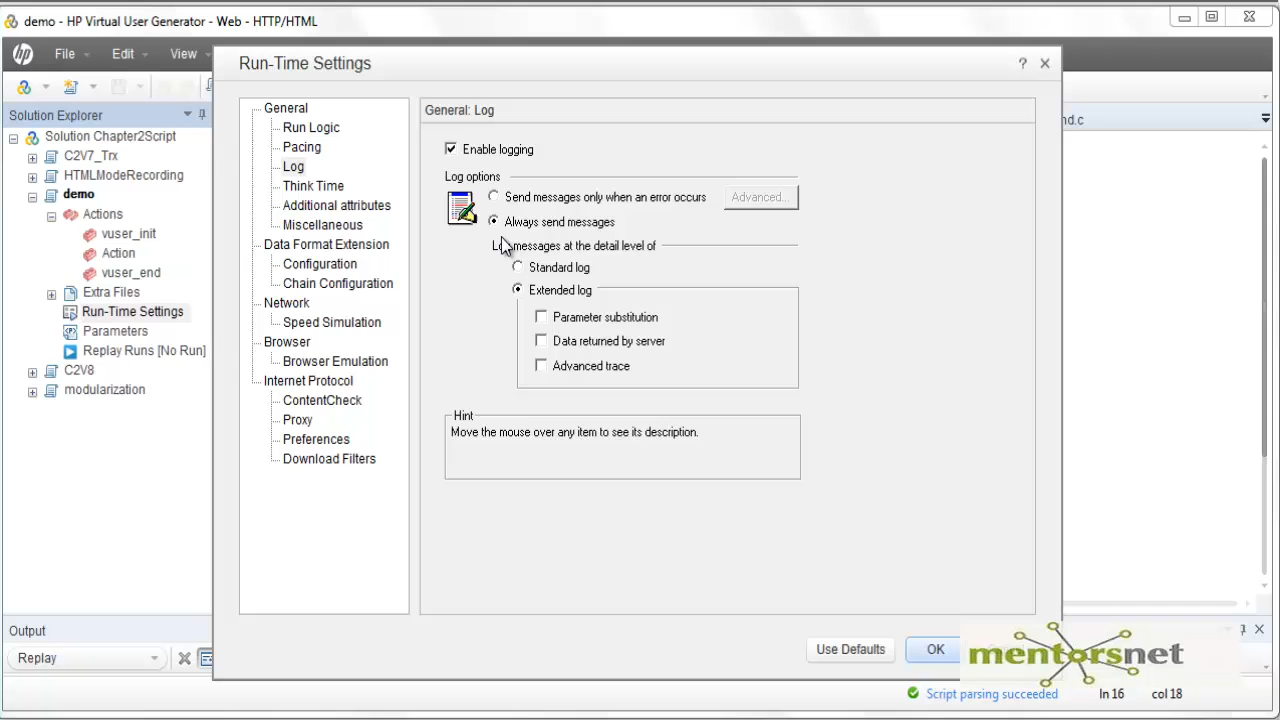 demo - HP Virtual User Generator - Web - HTTP/HTML
hp File Edit View
Run-Time Settings
?
Solution Explorer
Solution Chapter2Script
C2V7_Trx
HTMLModeRecording
demo
Actions
vuser_init
Action
vuser_end
Extra Files
Run-Time Settings
Parameters
Replay Runs [No Run]
C2V8
modularization
General
Run Logic
Pacing
Log
Think Time
Additional attributes
Miscellaneous
Data Format Extension
Configuration
Chain Configuration
Network
Speed Simulation
Browser
Browser Emulation
Internet Protocol
ContentCheck
Proxy
Preferences
Download Filters
General: Log
Enable logging
Log options
Send messages only when an error occurs
Advanced...
Always send messages
messages at the detail level of
Standard log
Extended log
Parameter substitution
Data returned by server
Advanced trace
Hint
Move the mouse over any item to see its description.
nd.c
Use Defaults
OK
Output
Replay
mentorsnet
Script parsing succeeded
ln 16
col 18